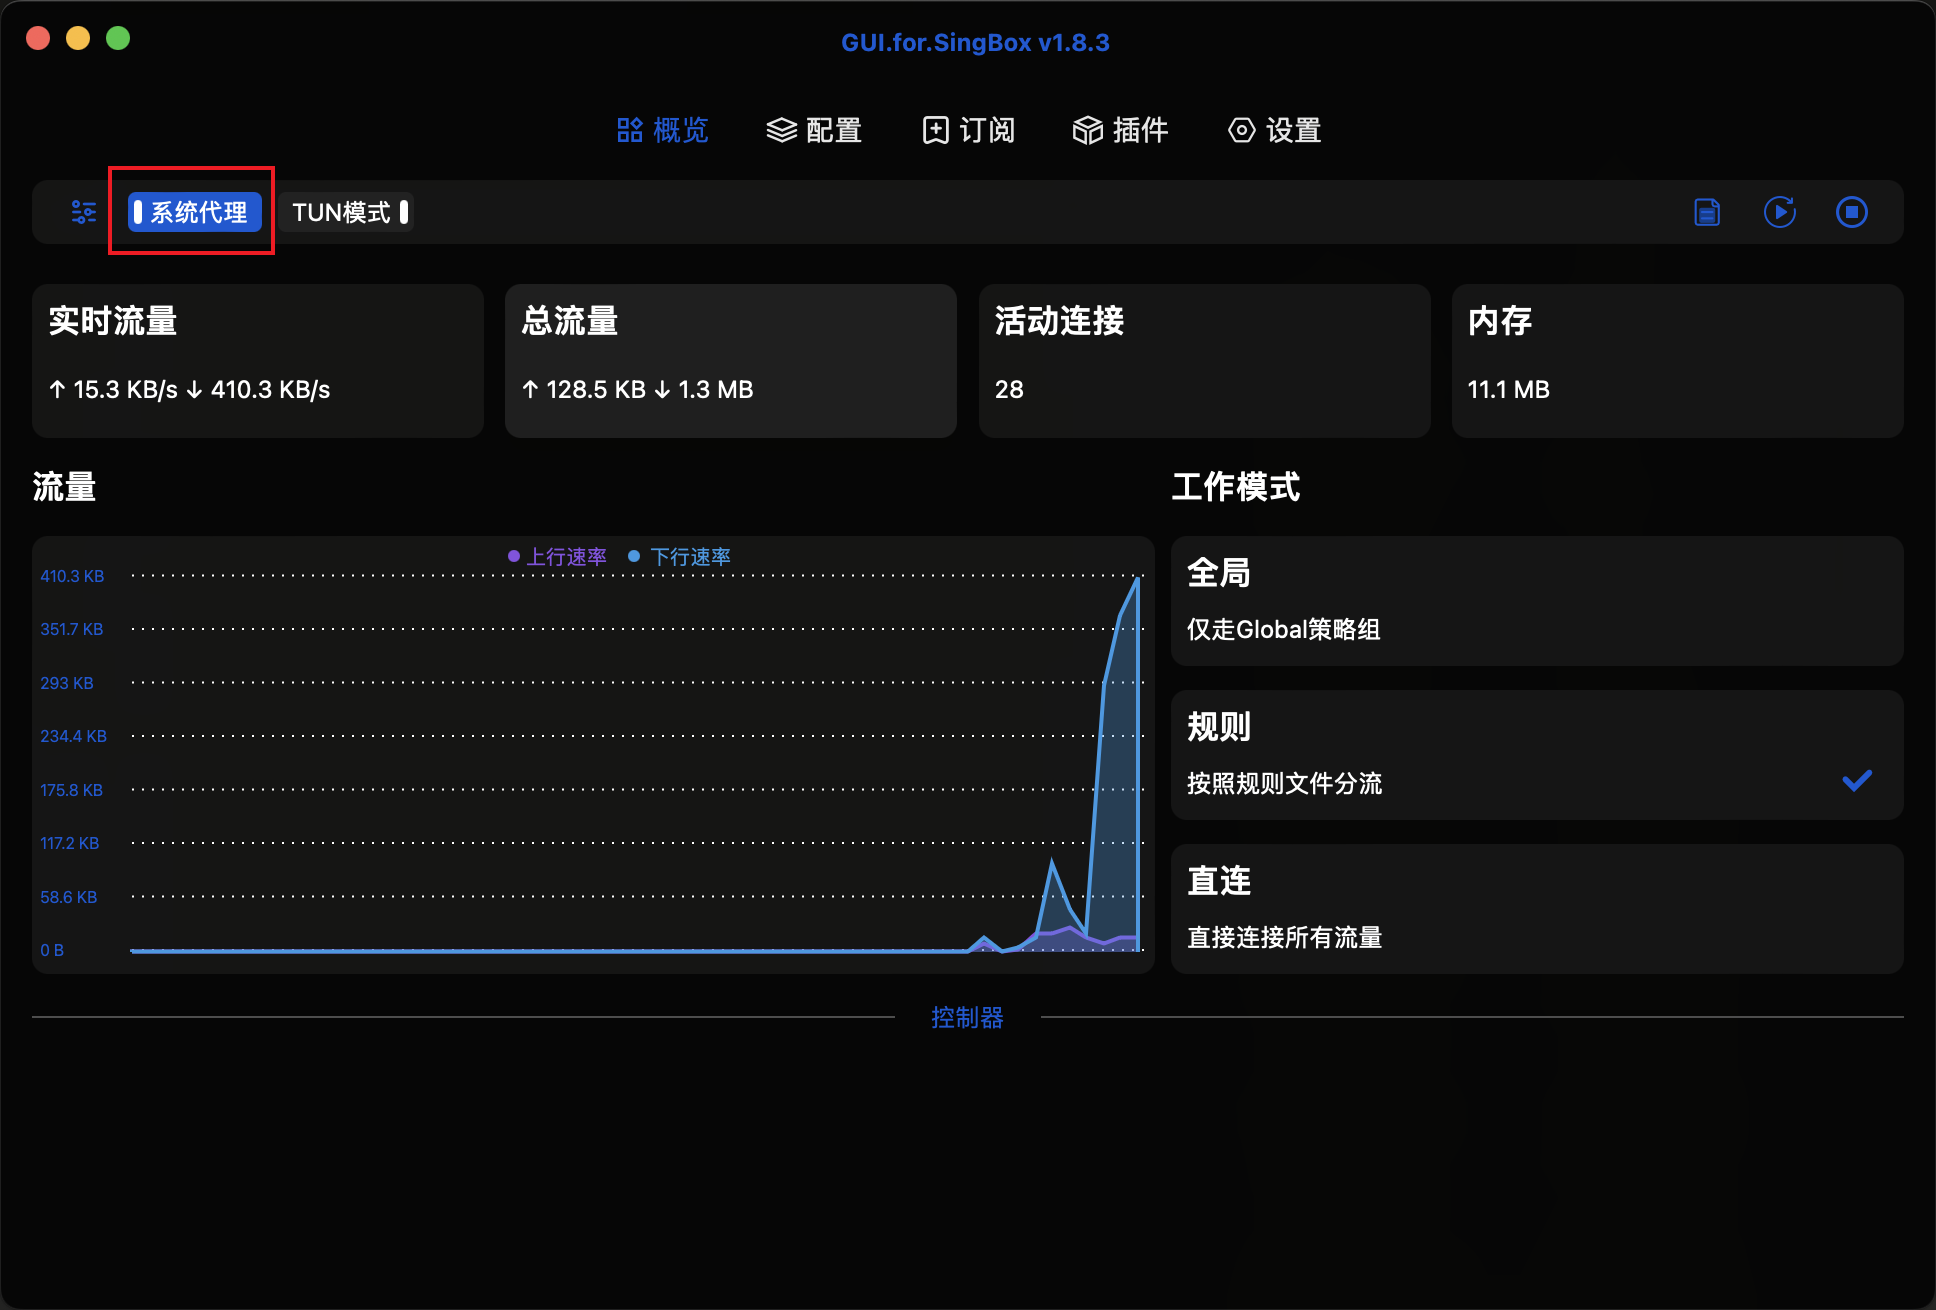 GUI.for.SingBox v1.8.3
概览 配置 订阅 插件 设置
系统代理 TUN模式
实时流量 总流量 活动连接 内存
↑ 15.3 KB/s ↓ 410.3 KB/s ↑ 128.5 KB ↓ 1.3 MB 28 11.1 MB
流量
上行速率 下行速率
410.3 KB
351.7 KB
293 KB
234.4 KB
175.8 KB
117.2 KB
58.6 KB
0 B
工作模式
全局
仅走Global策略组
规则
按照规则文件分流
直连
直接连接所有流量
控制器